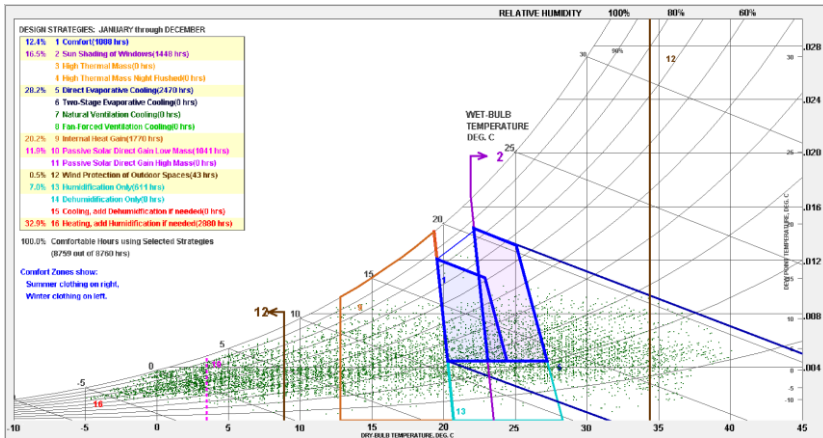 RELATIVE HUMIDITY 100% 80% 60%
DESIGN STRATEGIES: JANUARY through DECEMBER
12.4% 1 Comfort(1088 hrs)
16.5% 2 Sun Shading of Windows(1448 hrs)
3 High Thermal Mass(0 hrs)
4 High Thermal Mass Night Flushed(0 hrs)
28.2% 5 Direct Evaporative Cooling(2470 hrs)
6 Two-Stage Evaporative Cooling(0 hrs)
7 Natural Ventilation Cooling(0 hrs)
8 Fan-Forced Ventilation Cooling(0 hrs)
20.2% 9 Internal Heat Gain(1770 hrs)
11.9% 10 Passive Solar Direct Gain Low Mass(1041 hrs)
11 Passive Solar Direct Gain High Mass(0 hrs)
0.5% 12 Wind Protection of Outdoor Spaces(43 hrs)
7.0% 13 Humidification Only(611 hrs)
14 Dehumidification Only(0 hrs)
15 Cooling, add Dehumidification if needed(0 hrs)
32.9% 16 Heating, add Humidification if needed(2880 hrs)
100.0% Comfortable Hours using Selected Strategies
(8759 out of 8760 hrs)
Comfort Zones show:
Summer clothing on right,
Winter clothing on left.
WET-BULB
TEMPERATURE
DEG. C
-5 0 5 10 15 20 25 30
90%
1
2
9
12
12
13
16
.028
.024
.020
.016
.012
.008
.004
DEW POINT TEMPERATURE, DEG. C
-10 -5 0 5 10 15 20 25 30 35 40 45
DRY-BULB TEMPERATURE, DEG. C